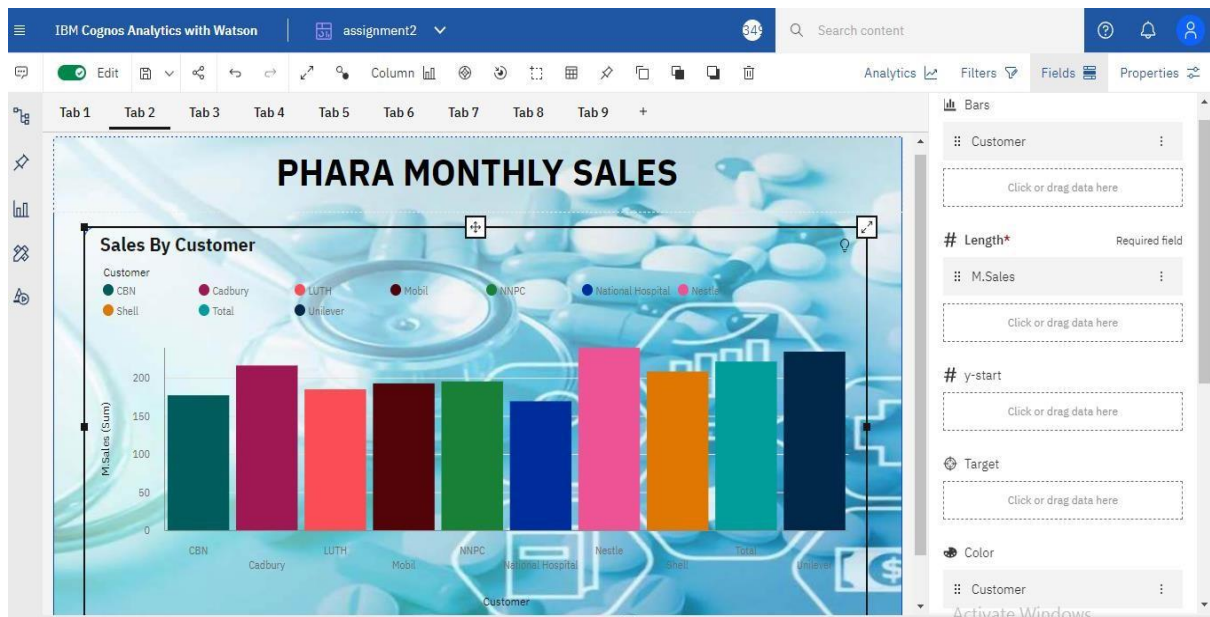 IBM Cognos Analytics with Watson
assignment2
349
Search content
Edit
Column
Analytics
Filters
Fields
Properties
Tab 1 Tab 2 Tab 3 Tab 4 Tab 5 Tab 6 Tab 7 Tab 8 Tab 9 +
PHARA MONTHLY SALES
Sales By Customer
Customer
CBN Cadbury LUTH Mobil NNPC National Hospital Nestle
Shell Total Unilever
M.Sales (Sum)
200
150
100
50
0
CBN LUTH NNPC Nestle Total
Cadbury Mobil National Hospital Shell Unilever
Customer
Bars
Customer
Click or drag data here
# Length* Required field
M.Sales
Click or drag data here
# y-start
Click or drag data here
Target
Click or drag data here
Color
Customer
Activate Windows